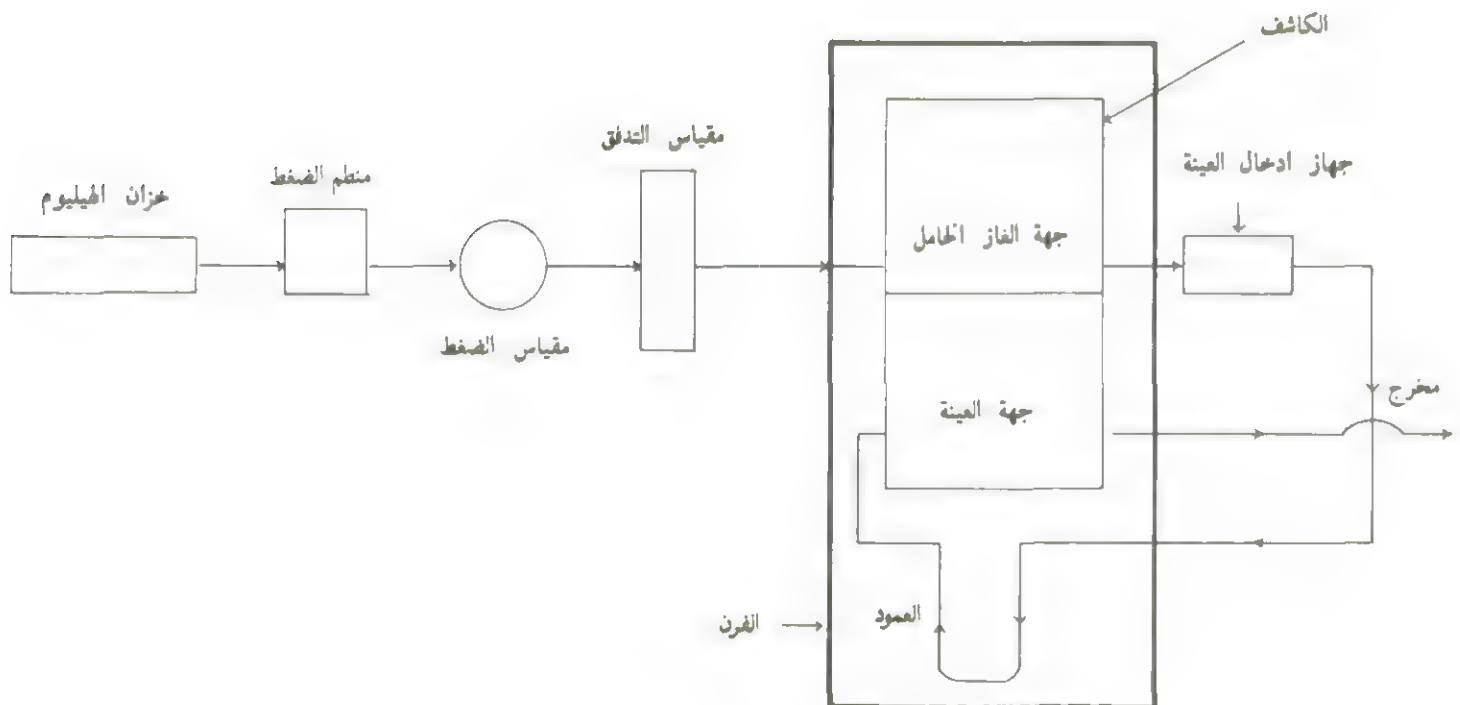 الكاشف
مقياس التدفق
جهاز ادخال العينة
منظم الضغط
خزان الهيليوم
جهة الغاز الحامل
مقياس الضغط
مخرج
جهة العينة
العمود
الفرن